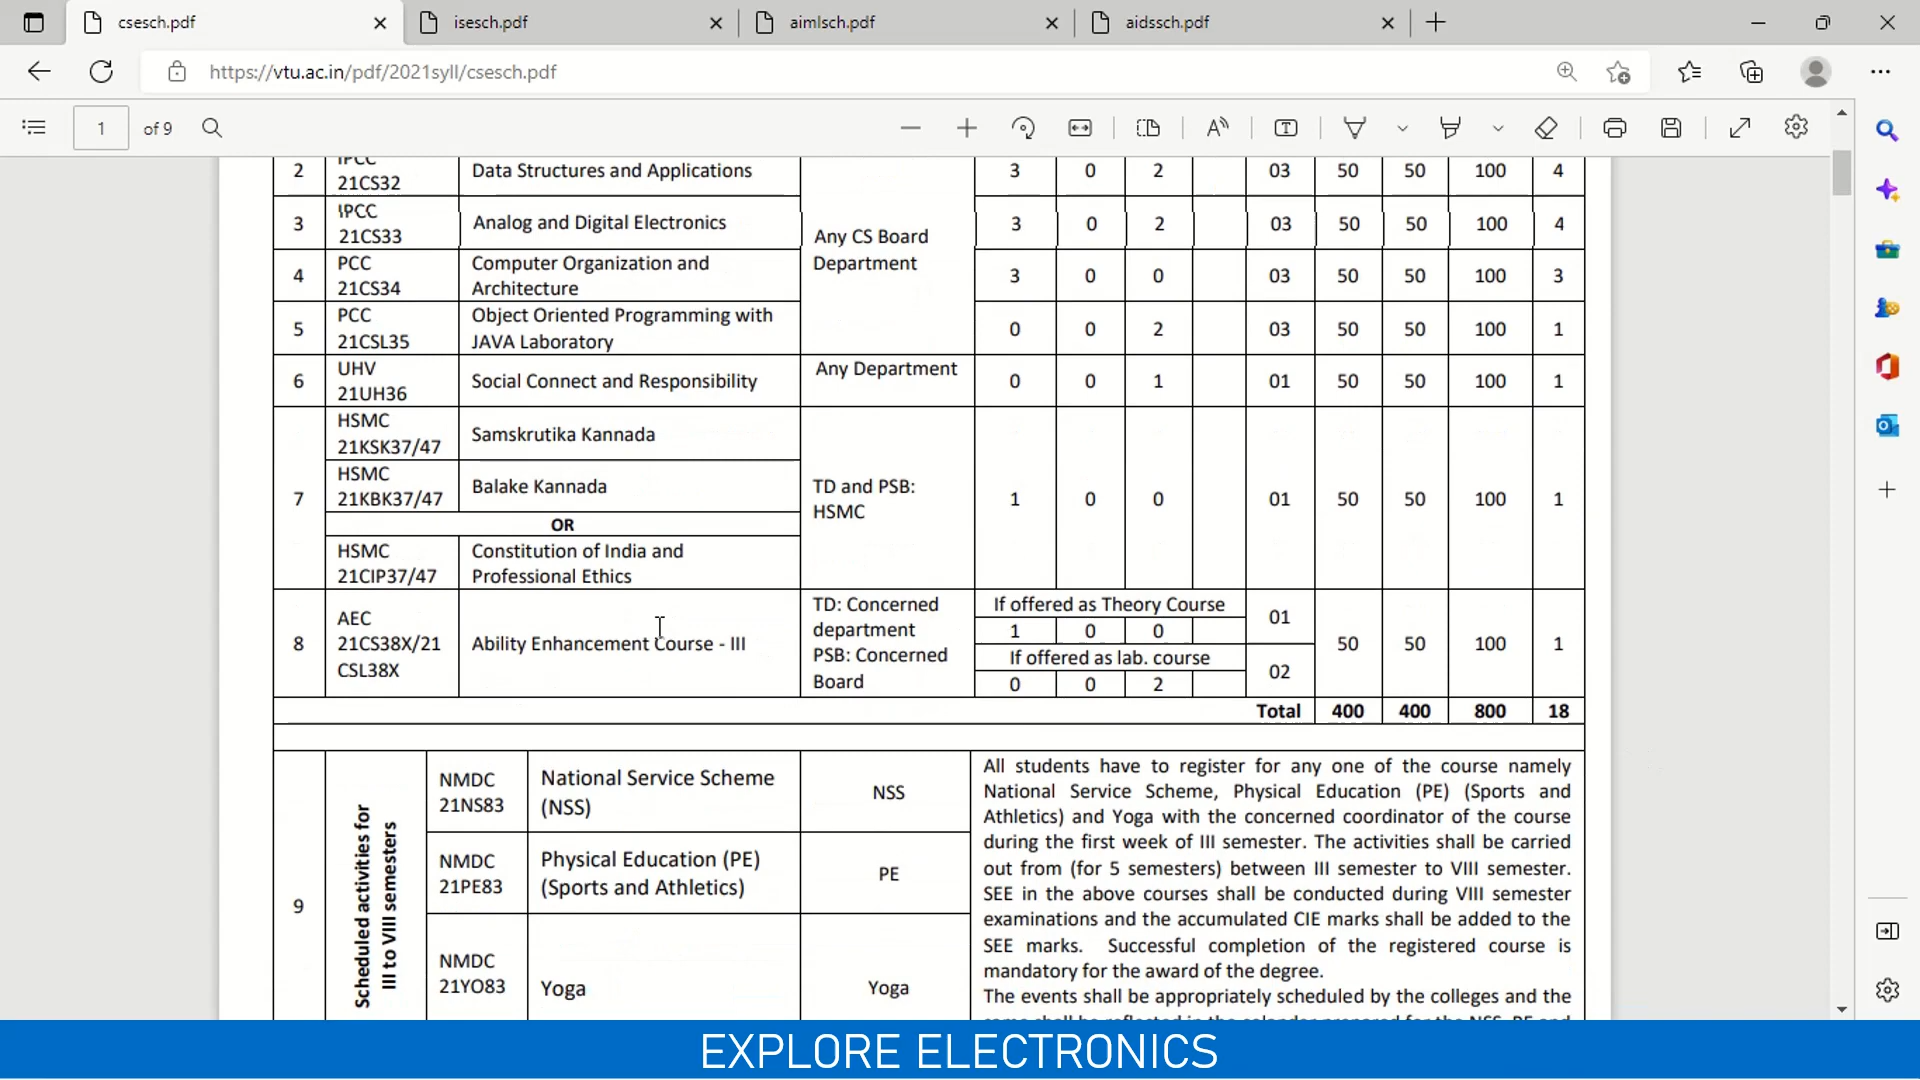 csesch.pdf
isesch.pdf
aimlsch.pdf
aidssch.pdf
https://vtu.ac.in/pdf/2021syll/csesch.pdf
1 of 9
2 IPCC 21CS32 Data Structures and Applications 3 0 2 03 50 50 100 4
3 IPCC 21CS33 Analog and Digital Electronics 3 0 2 03 50 50 100 4
Any CS Board
Department
4 PCC 21CS34 Computer Organization and Architecture 3 0 0 03 50 50 100 3
5 PCC 21CSL35 Object Oriented Programming with JAVA Laboratory 0 0 2 03 50 50 100 1
6 UHV 21UH36 Social Connect and Responsibility Any Department 0 0 1 01 50 50 100 1
HSMC
21KSK37/47 Samskrutika Kannada
HSMC
21KBK37/47 Balake Kannada
7 TD and PSB: HSMC 1 0 0 01 50 50 100 1
OR
HSMC Constitution of India and
21CIP37/47 Professional Ethics
8 AEC 21CS38X/21 CSL38X Ability Enhancement Course - III
TD: Concerned
department
PSB: Concerned
Board
If offered as Theory Course 01
1 0 0
If offered as lab. course 02
0 0 2
50 50 100 1
Total 400 400 800 18
9
Scheduled activities for
III to VIII semesters
NMDC 21NS83 National Service Scheme (NSS) NSS
NMDC 21PE83 Physical Education (PE) (Sports and Athletics) PE
NMDC 21YO83 Yoga Yoga
All students have to register for any one of the course namely
National Service Scheme, Physical Education (PE) (Sports and
Athletics) and Yoga with the concerned coordinator of the course
during the first week of III semester. The activities shall be carried
out from (for 5 semesters) between III semester to VIII semester.
SEE in the above courses shall be conducted during VIII semester
examinations and the accumulated CIE marks shall be added to the
SEE marks. Successful completion of the registered course is
mandatory for the award of the degree.
The events shall be appropriately scheduled by the colleges and the
EXPLORE ELECTRONICS